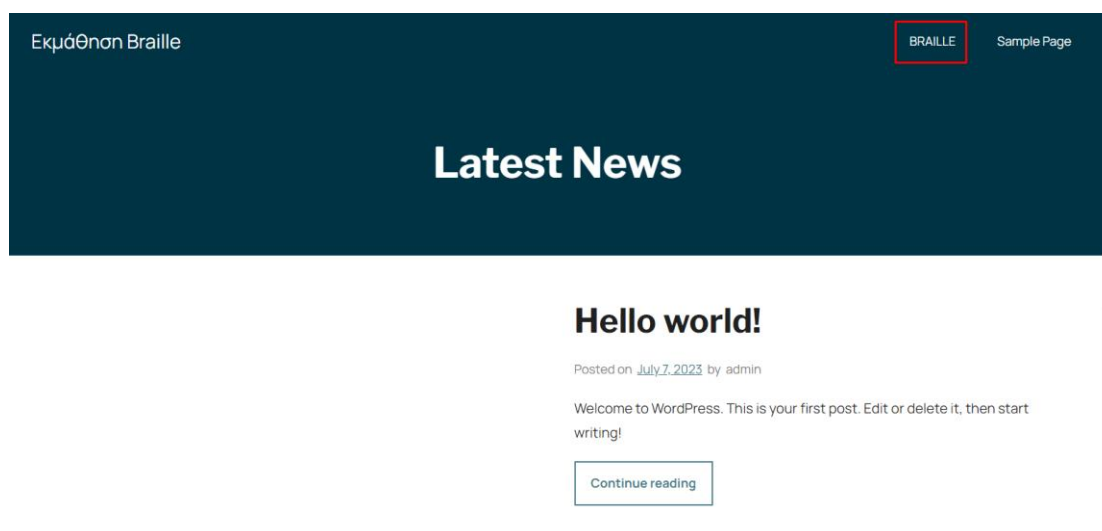 Εκμάθηση Braille
BRAILLE Sample Page
Latest News
Hello world!
Posted on July 7, 2023 by admin
Welcome to WordPress. This is your first post. Edit or delete it, then start
writing!
Continue reading